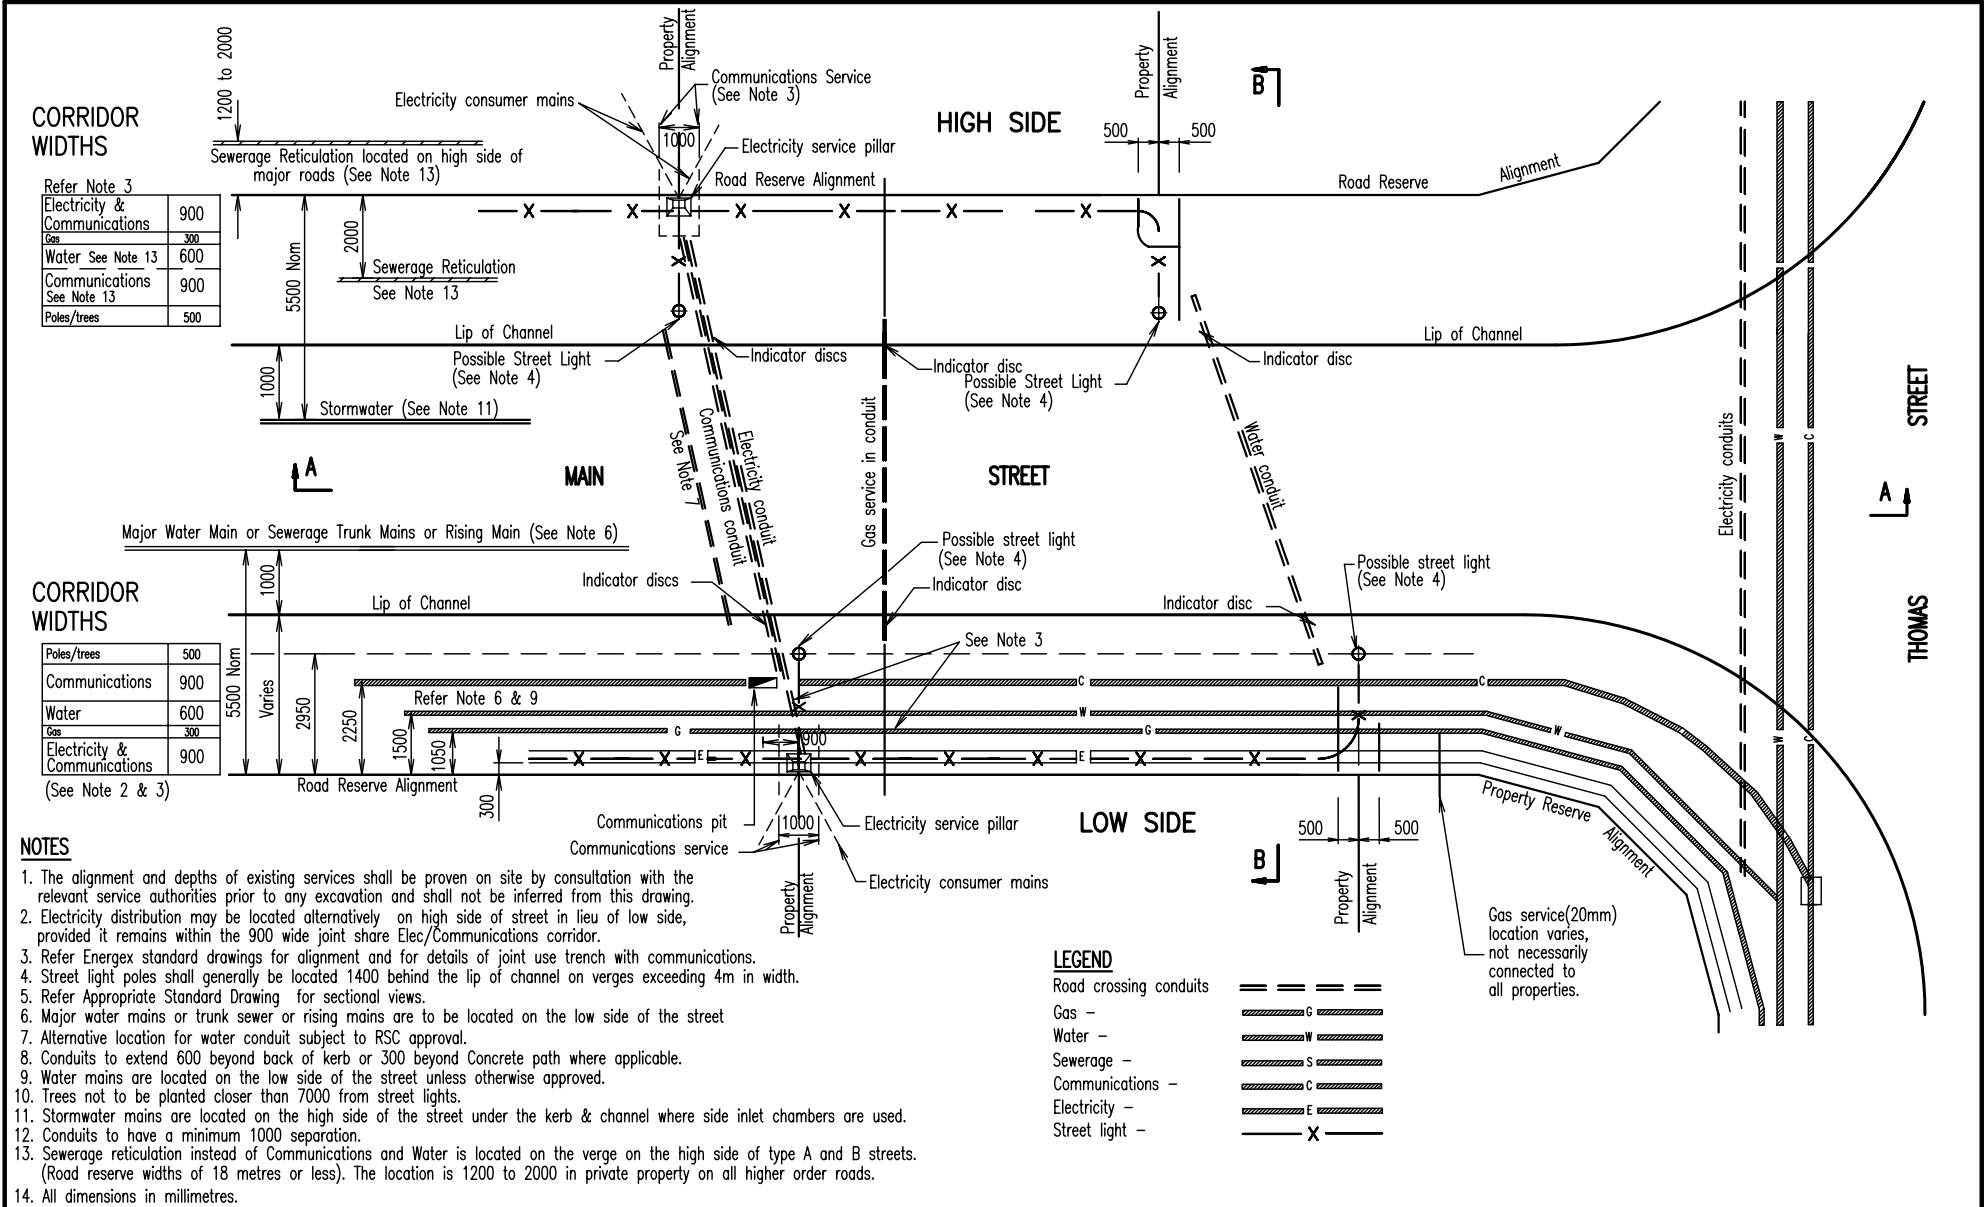 1200 to 2000
Property
Alignment
Electricity consumer mains
Communications Service
(See Note 3)
1000
Electricity service pillar
HIGH SIDE
Property
Alignment
500
500
B
CORRIDOR
WIDTHS
Sewerage Reticulation located on high side of
major roads (See Note 13)
Road Reserve Alignment
Road Reserve
Alignment
Refer Note 3
Electricity & Communications 900
Gas 300
Water See Note 13 600
Communications See Note 13 900
Poles/trees 500
5500 Nom
2000
Sewerage Reticulation
See Note 13
Lip of Channel
Lip of Channel
Possible Street Light
(See Note 4)
Indicator discs
Indicator disc
Possible Street Light
(See Note 4)
Indicator disc
1000
Stormwater (See Note 11)
See Note 7
Communications conduit
Electricity conduit
Gas service in conduit
Water conduit
Electricity conduits
W
C
THOMAS STREET
A
MAIN STREET
A
Major Water Main or Sewerage Trunk Mains or Rising Main (See Note 6)
1000
Possible street light
(See Note 4)
Possible street light
(See Note 4)
Indicator discs
Indicator disc
Indicator disc
Lip of Channel
CORRIDOR
WIDTHS
Poles/trees 500
Communications 900
Water 600
Gas 300
Electricity & Communications 900
(See Note 2 & 3)
5500 Nom
Varies
2950
2250
1500
1050
300
See Note 3
Refer Note 6 & 9
C
C
W
W
G
G
E
E
W
C
900
Road Reserve Alignment
Property Reserve
Alignment
Communications pit
Communications service
1000
Electricity service pillar
Electricity consumer mains
LOW SIDE
500
500
B
Property
Alignment
Property
Alignment
Gas service(20mm)
location varies,
not necessarily
connected to
all properties.
NOTES
1. The alignment and depths of existing services shall be proven on site by consultation with the
relevant service authorities prior to any excavation and shall not be inferred from this drawing.
2. Electricity distribution may be located alternatively on high side of street in lieu of low side,
provided it remains within the 900 wide joint share Elec/Communications corridor.
3. Refer Energex standard drawings for alignment and for details of joint use trench with communications.
4. Street light poles shall generally be located 1400 behind the lip of channel on verges exceeding 4m in width.
5. Refer Appropriate Standard Drawing for sectional views.
6. Major water mains or trunk sewer or rising mains are to be located on the low side of the street
7. Alternative location for water conduit subject to RSC approval.
8. Conduits to extend 600 beyond back of kerb or 300 beyond Concrete path where applicable.
9. Water mains are located on the low side of the street unless otherwise approved.
10. Trees not to be planted closer than 7000 from street lights.
11. Stormwater mains are located on the high side of the street under the kerb & channel where side inlet chambers are used.
12. Conduits to have a minimum 1000 separation.
13. Sewerage reticulation instead of Communications and Water is located on the verge on the high side of type A and B streets.
(Road reserve widths of 18 metres or less). The location is 1200 to 2000 in private property on all higher order roads.
14. All dimensions in millimetres.
LEGEND
Road crossing conduits
Gas – G
Water – W
Sewerage – S
Communications – C
Electricity – E
Street light – X